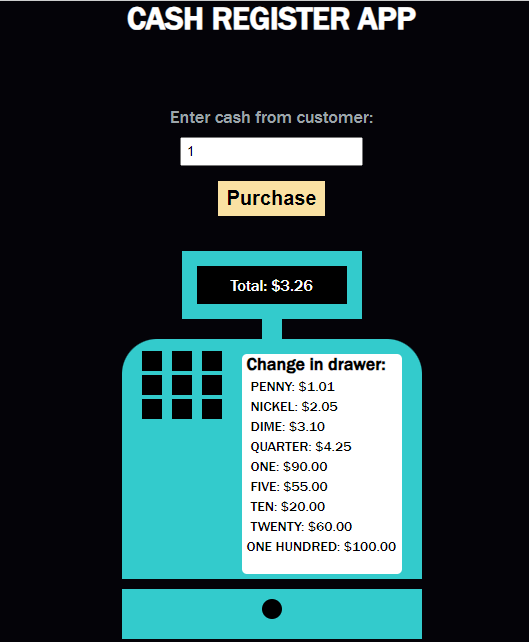 CASH REGISTER APP
Enter cash from customer:
1
Purchase
Total: $3.26
Change in drawer:
PENNY: $1.01
NICKEL: $2.05
DIME: $3.10
QUARTER: $4.25
ONE: $90.00
FIVE: $55.00
TEN: $20.00
TWENTY: $60.00
ONE HUNDRED: $100.00